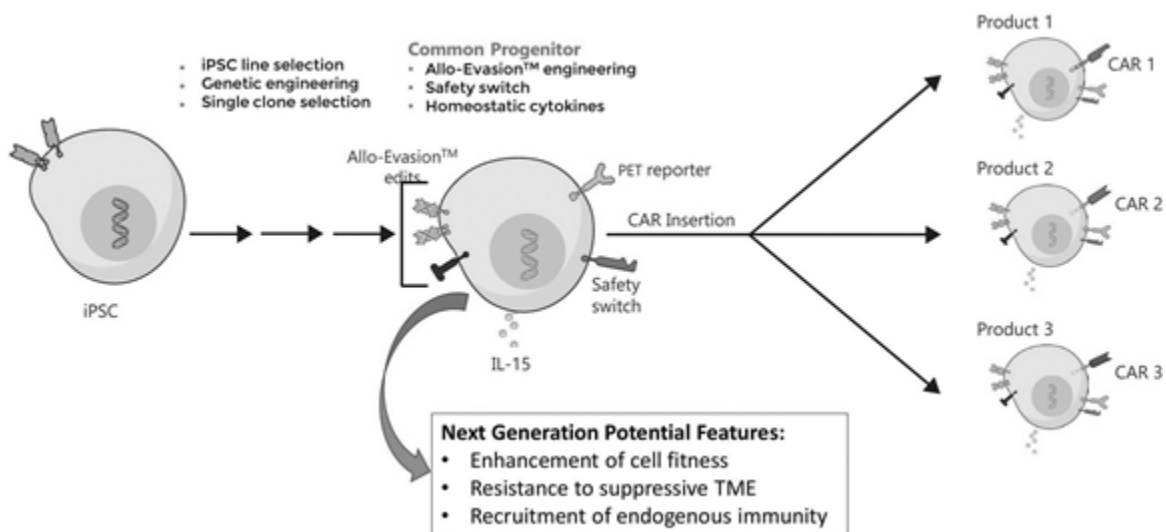 • iPSC line selection
• Genetic engineering
• Single clone selection
Common Progenitor
• Allo-Evasion™ engineering
• Safety switch
• Homeostatic cytokines
iPSC
Allo-Evasion™
edits
PET reporter
CAR Insertion
Safety
switch
IL-15
Product 1
CAR 1
Product 2
CAR 2
Product 3
CAR 3
Next Generation Potential Features:
• Enhancement of cell fitness
• Resistance to suppressive TME
• Recruitment of endogenous immunity